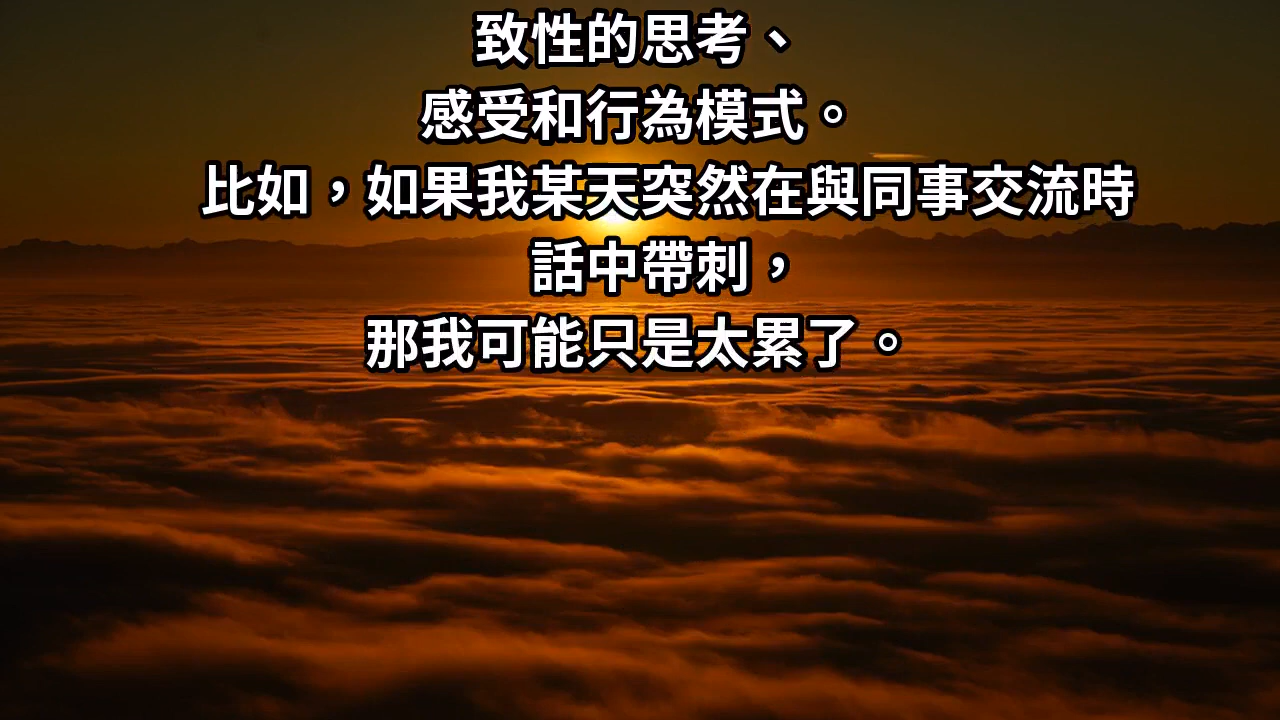 致性的思考、
感受和行為模式。
比如，如果我某天突然在與同事交流時
話中帶刺，
那我可能只是太累了。